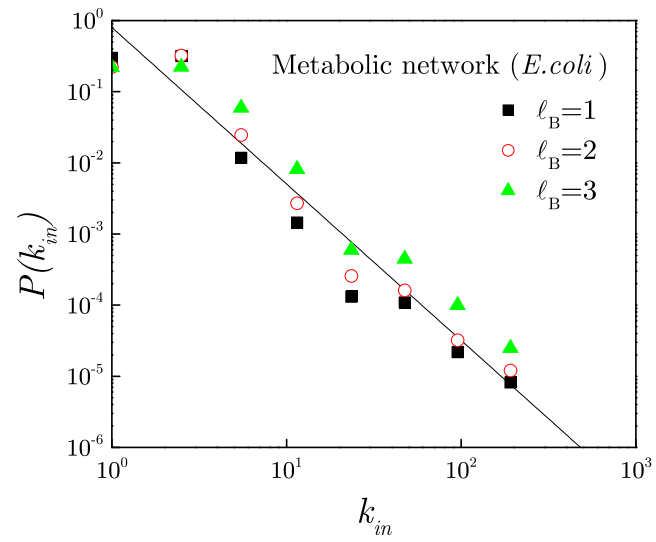 Metabolic network (E.coli)
ℓ_B=1
ℓ_B=2
ℓ_B=3
P(k_in)
10^0
10^-1
10^-2
10^-3
10^-4
10^-5
10^-6
10^0 10^1 10^2 10^3
k_in